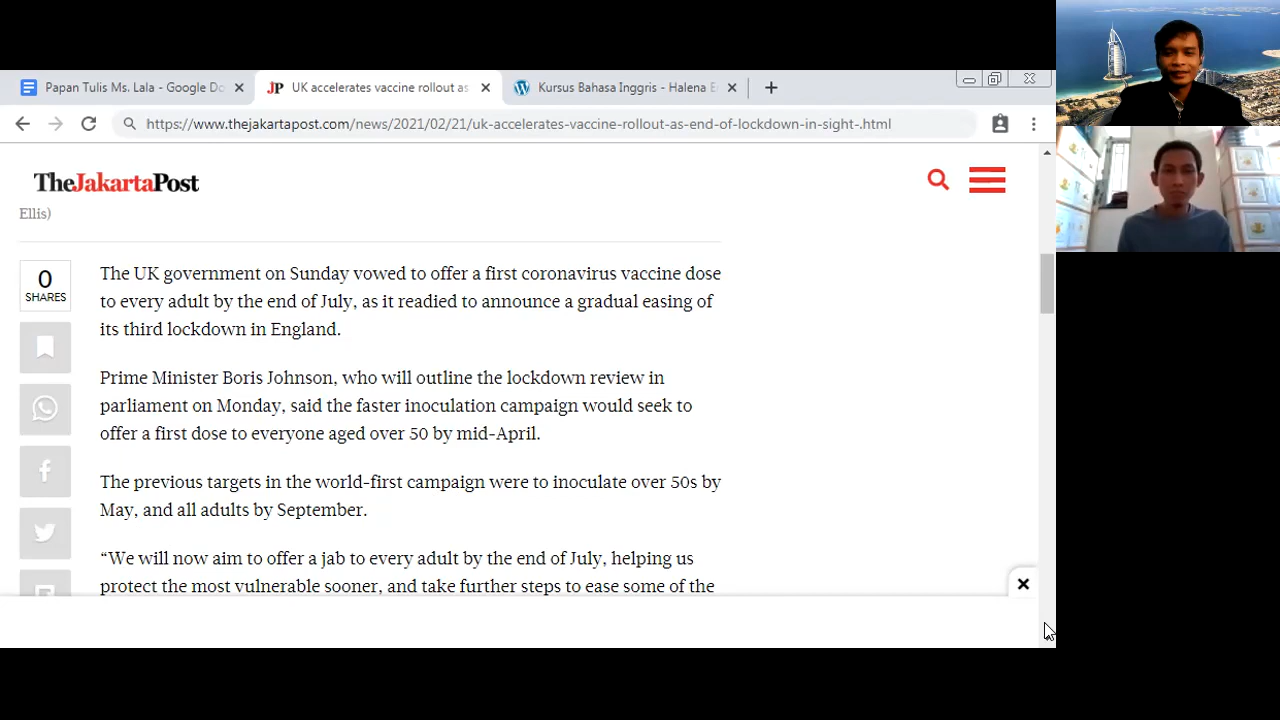 Papan Tulis Ms. Lala - Google Do
JP UK accelerates vaccine rollout as
Kursus Bahasa Inggris - Halena E
https://www.thejakartapost.com/news/2021/02/21/uk-accelerates-vaccine-rollout-as-end-of-lockdown-in-sight-.html
TheJakartaPost
Ellis)
0
SHARES
The UK government on Sunday vowed to offer a first coronavirus vaccine dose
to every adult by the end of July, as it readied to announce a gradual easing of
its third lockdown in England.
Prime Minister Boris Johnson, who will outline the lockdown review in
parliament on Monday, said the faster inoculation campaign would seek to
offer a first dose to everyone aged over 50 by mid-April.
The previous targets in the world-first campaign were to inoculate over 50s by
May, and all adults by September.
“We will now aim to offer a jab to every adult by the end of July, helping us
protect the most vulnerable sooner, and take further steps to ease some of the